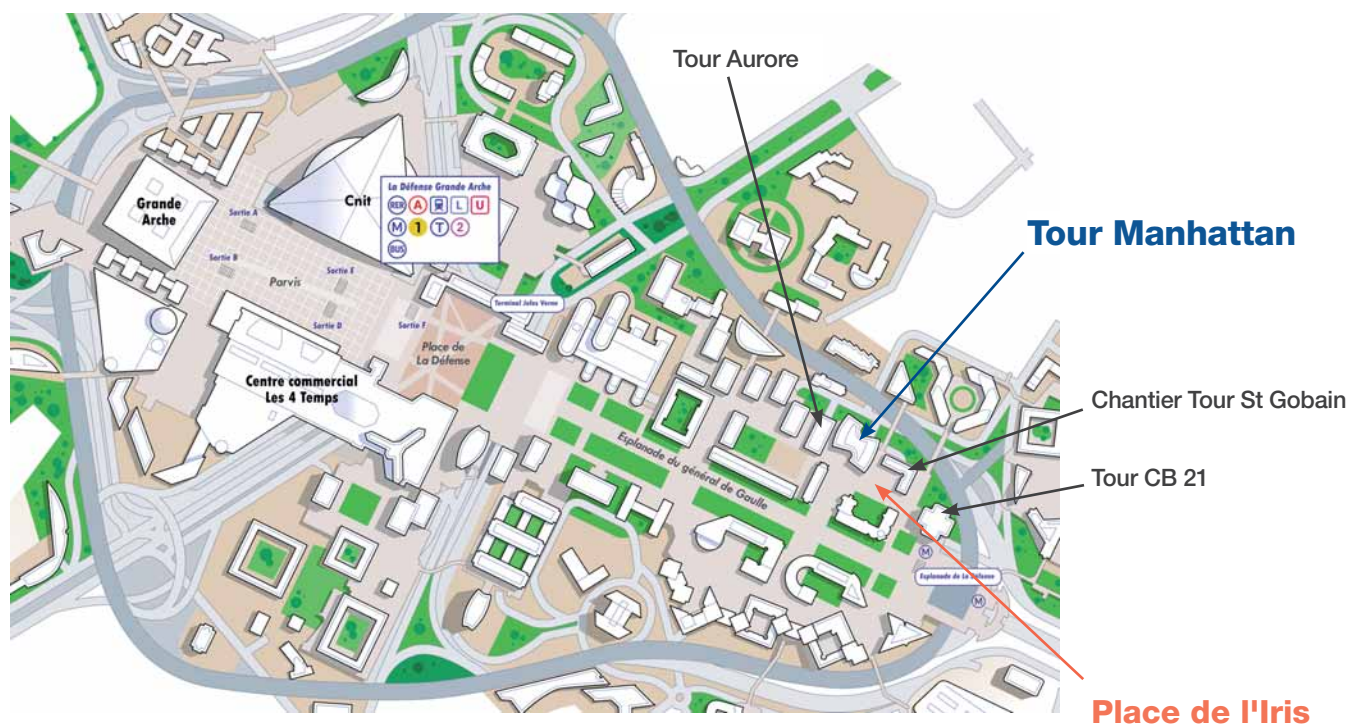 Tour Aurore
La Défense Grande Arche
RER A L U
M 1 T 2
BUS
Cnit
Grande
Arche
Sortie A
Sortie B
Sortie E
Parvis
Sortie D
Sortie F
Terminal Jules Verne
Place de
La Défense
Centre commercial
Les 4 Temps
Esplanade du général de Gaulle
Tour Manhattan
Chantier Tour St Gobain
Tour CB 21
M
Esplanade de La Défense
M
Place de l'Iris